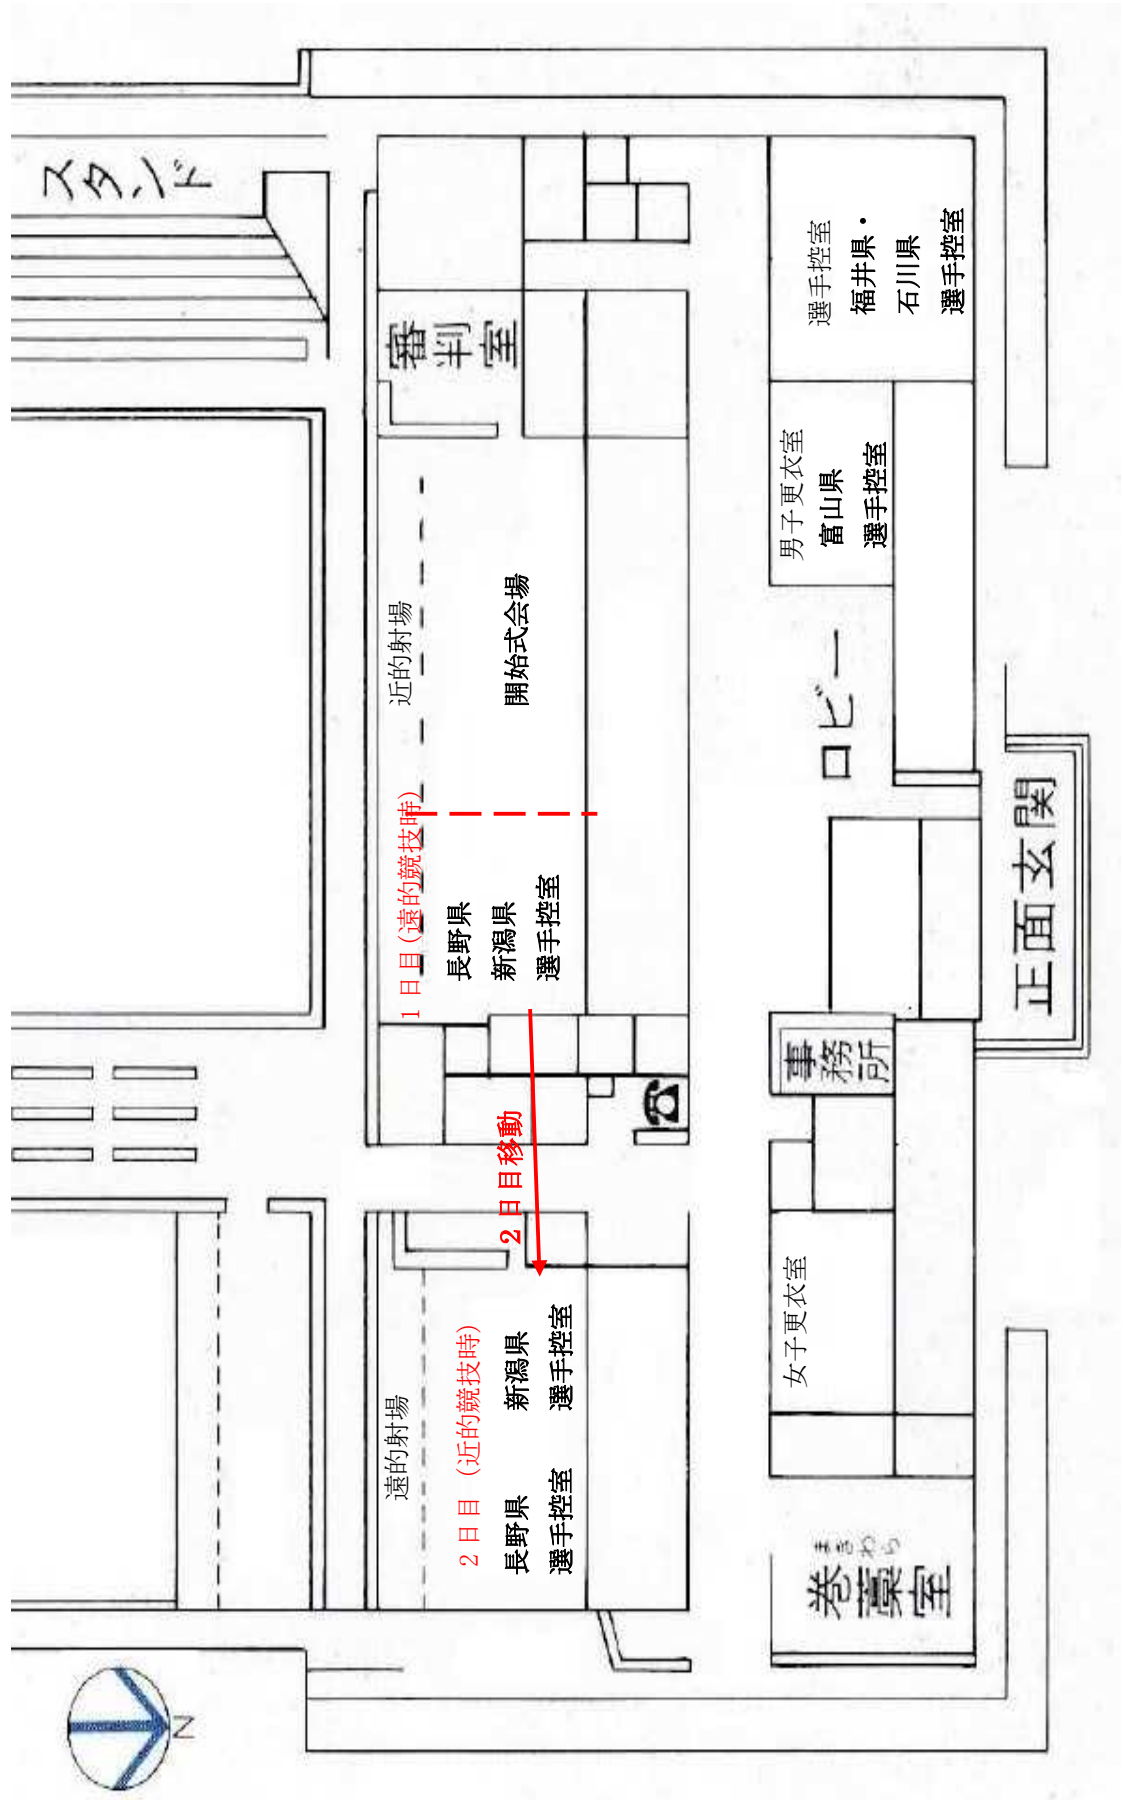 スタンド
審判室
選手控室
福井県・
石川県
選手控室
男子更衣室
富山県
選手控室
近的射場
開始式会場
ロビー
1日目(遠的競技時)
長野県
新潟県
選手控室
正面玄関
事務所
2日目移動
女子更衣室
遠的射場
2日目（近的競技時）
新潟県
選手控室
長野県
選手控室
まきわら
巻藁室
N